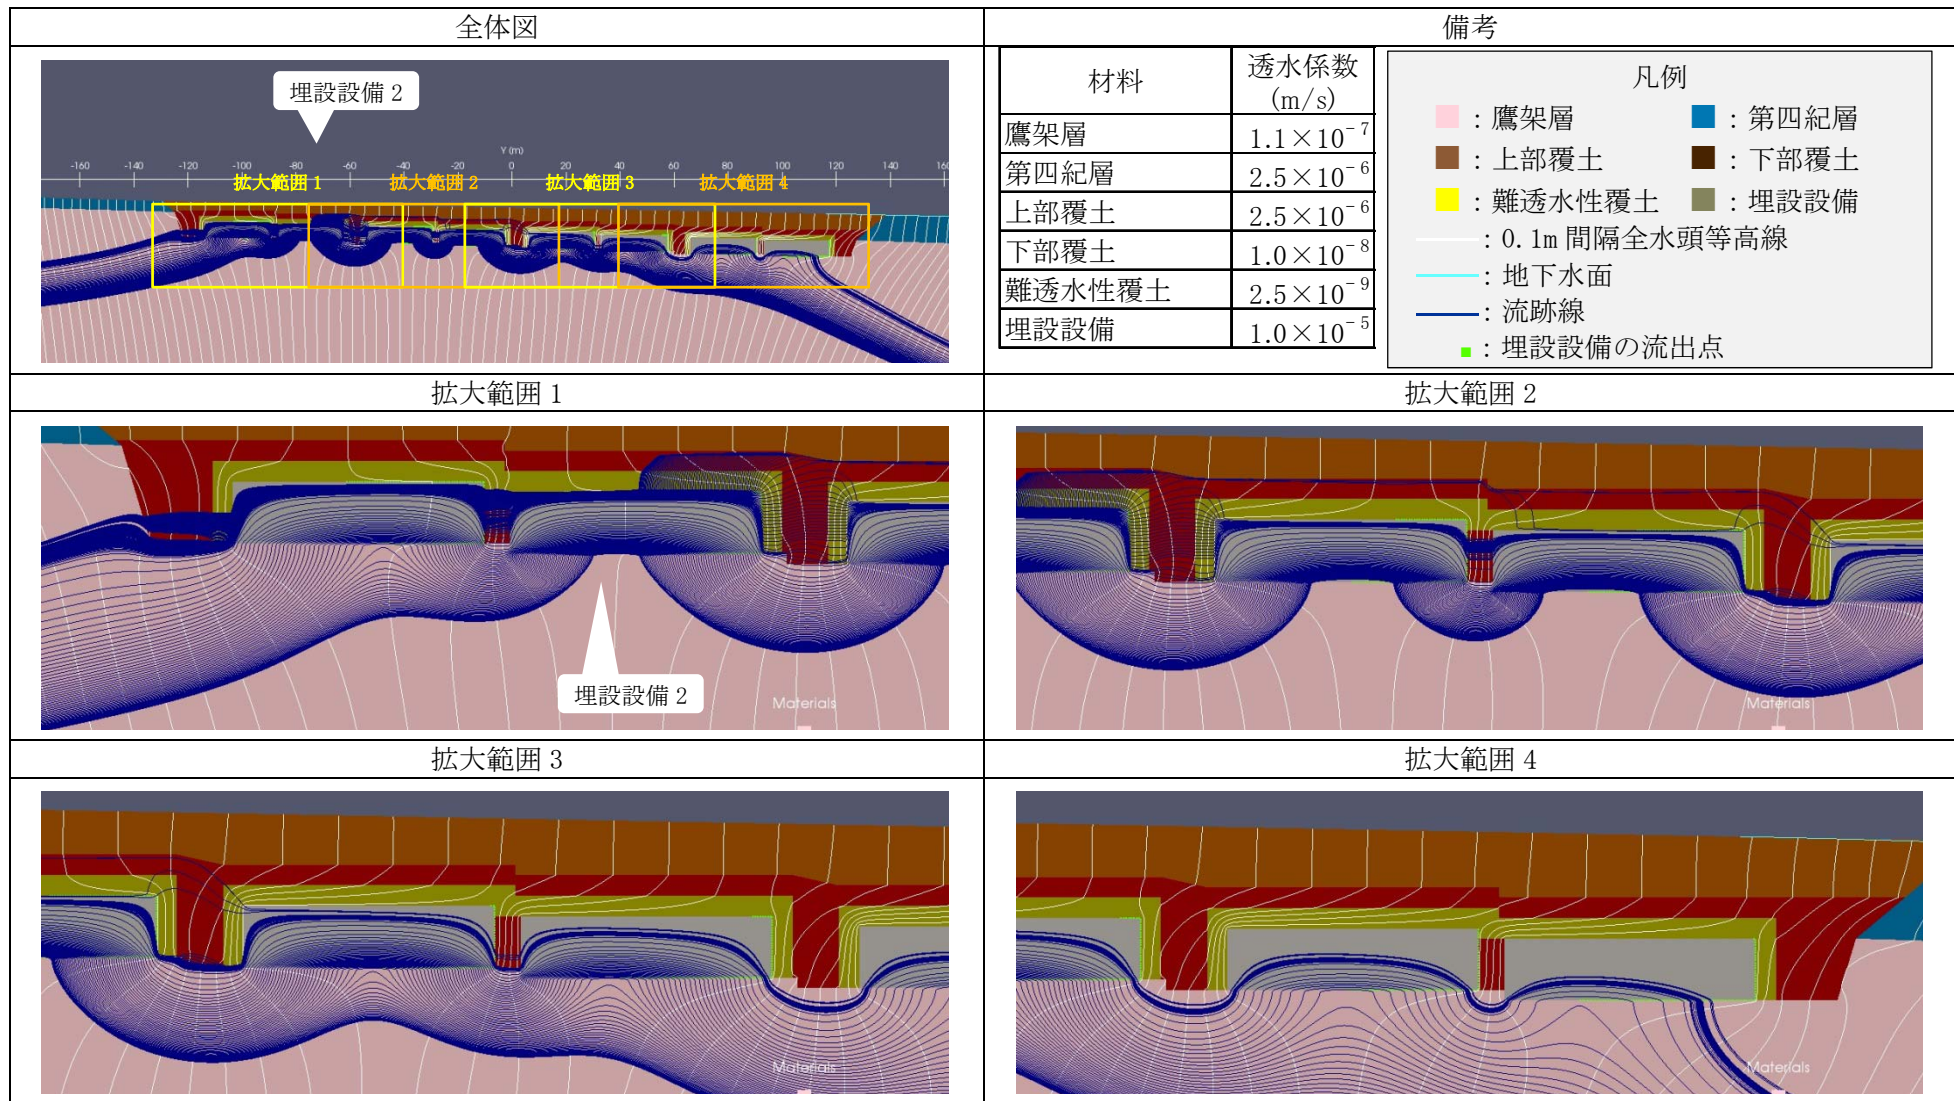 全体図
備考
埋設設備 2
Y (m)
-160 -140 -120 -100 -80 -60 -40 -20 0 20 40 60 80 100 120 140 160
拡大範囲 1 拡大範囲 2 拡大範囲 3 拡大範囲 4
材料 透水係数
(m/s)
鷹架層 1.1×10⁻⁷
第四紀層 2.5×10⁻⁶
上部覆土 2.5×10⁻⁶
下部覆土 1.0×10⁻⁸
難透水性覆土 2.5×10⁻⁹
埋設設備 1.0×10⁻⁵
凡例
：鷹架層 ：第四紀層
：上部覆土 ：下部覆土
：難透水性覆土 ：埋設設備
：0.1m 間隔全水頭等高線
：地下水面
：流跡線
：埋設設備の流出点
拡大範囲 1
拡大範囲 2
埋設設備 2
Materials
Materials
拡大範囲 3
拡大範囲 4
Materials
Materials